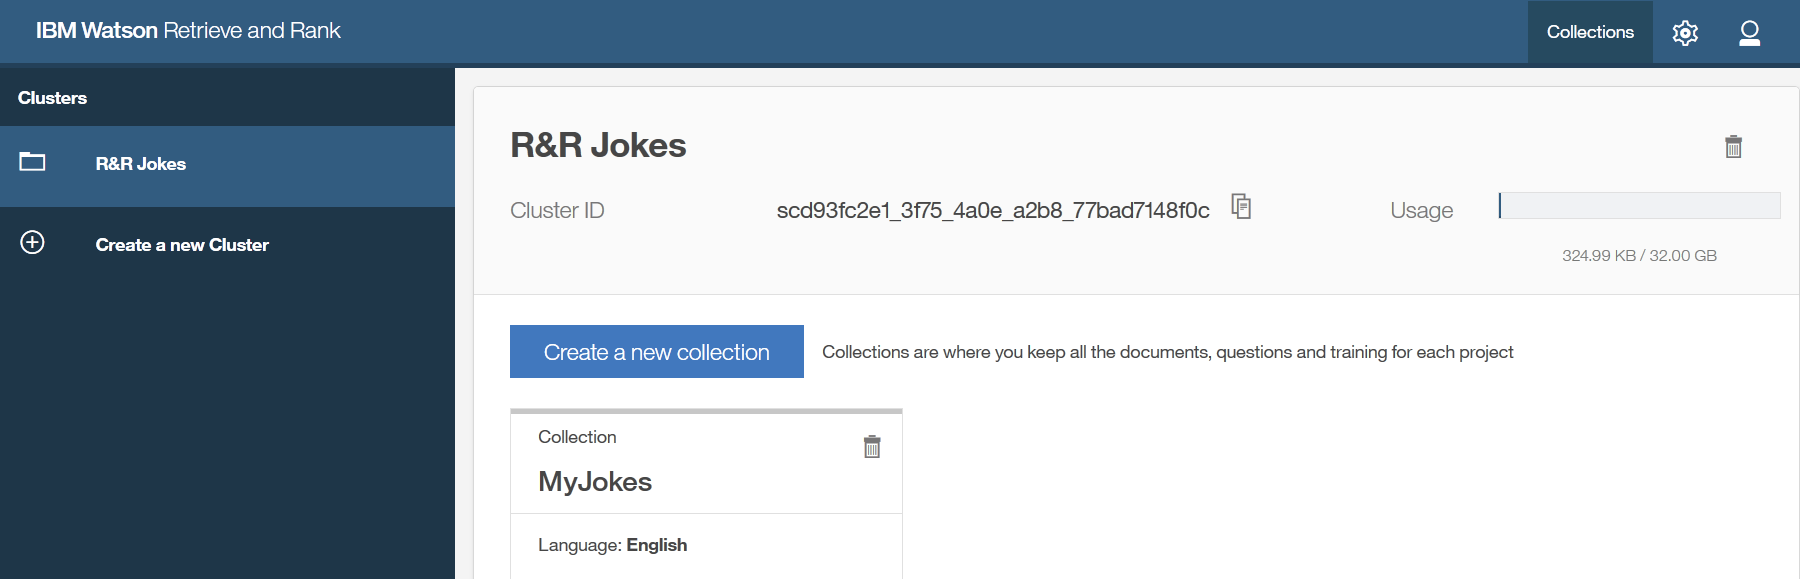 IBM Watson Retrieve and Rank
Collections
Clusters
R&R Jokes
Create a new Cluster
R&R Jokes
Cluster ID
scd93fc2e1_3f75_4a0e_a2b8_77bad7148f0c
Usage
324.99 KB / 32.00 GB
Create a new collection
Collections are where you keep all the documents, questions and training for each project
Collection
MyJokes
Language: English